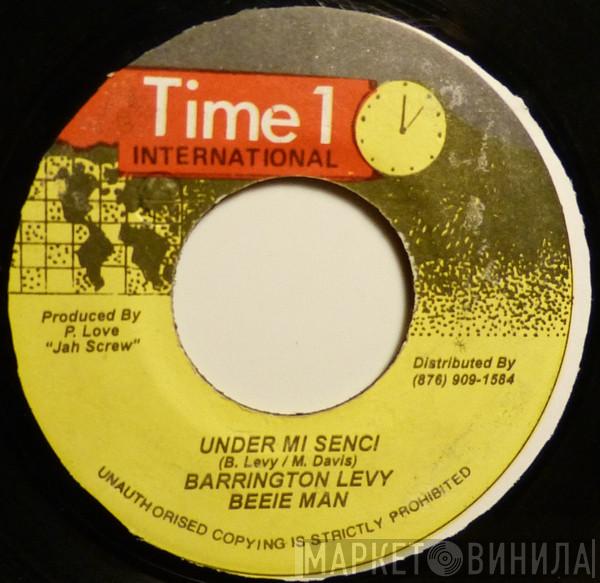 Time 1
INTERNATIONAL
Produced By
P. Love
"Jah Screw"
Distributed By
(876) 909-1584
UNDER MI SENCI
(B. Levy / M. Davis)
BARRINGTON LEVY
BEEIE MAN
UNAUTHORISED COPYING IS STRICTLY PROHIBITED
МАРКЕТ ВИНИЛА